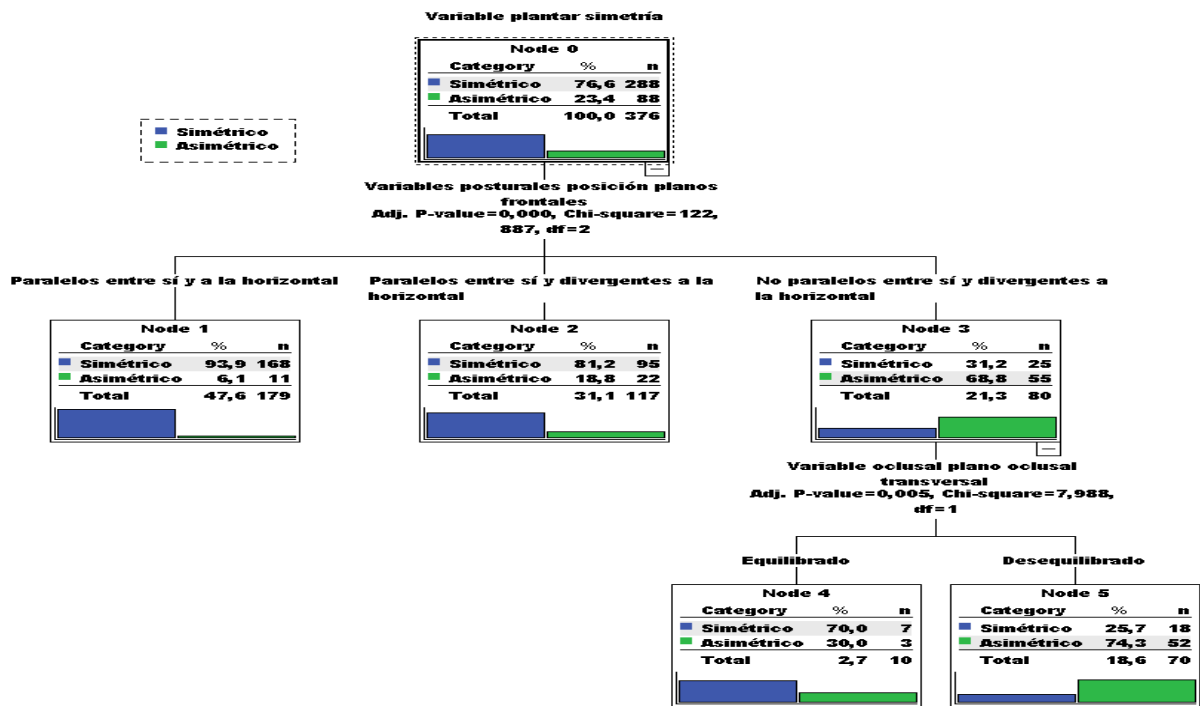 Variable plantar simetría
Node 0
Category % n
Simétrico 76,6 288
Asimétrico 23,4 88
Total 100,0 376
Simétrico
Asimétrico
Variables posturales posición planos
frontales
Adj. P-value=0,000, Chi-square=122,
887, df=2
Paralelos entre sí y a la horizontal
Paralelos entre sí y divergentes a la
horizontal
No paralelos entre sí y divergentes a
la horizontal
Node 1
Category % n
Simétrico 93,9 168
Asimétrico 6,1 11
Total 47,6 179
Node 2
Category % n
Simétrico 81,2 95
Asimétrico 18,8 22
Total 31,1 117
Node 3
Category % n
Simétrico 31,2 25
Asimétrico 68,8 55
Total 21,3 80
Variable oclusal plano oclusal
transversal
Adj. P-value=0,005, Chi-square=7,988,
df=1
Equilibrado
Desequilibrado
Node 4
Category % n
Simétrico 70,0 7
Asimétrico 30,0 3
Total 2,7 10
Node 5
Category % n
Simétrico 25,7 18
Asimétrico 74,3 52
Total 18,6 70